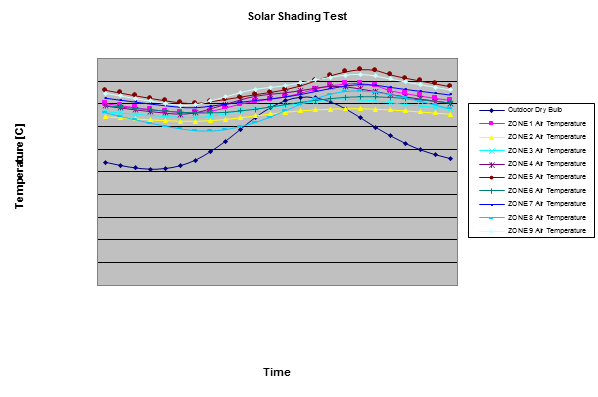 Solar Shading Test
Temperature [C]
Outdoor Dry Bulb
ZONE 1 Air Temperature
ZONE 2 Air Temperature
ZONE 3 Air Temperature
ZONE 4 Air Temperature
ZONE 5 Air Temperature
ZONE 6 Air Temperature
ZONE 7 Air Temperature
ZONE 8 Air Temperature
ZONE 9 Air Temperature
Time